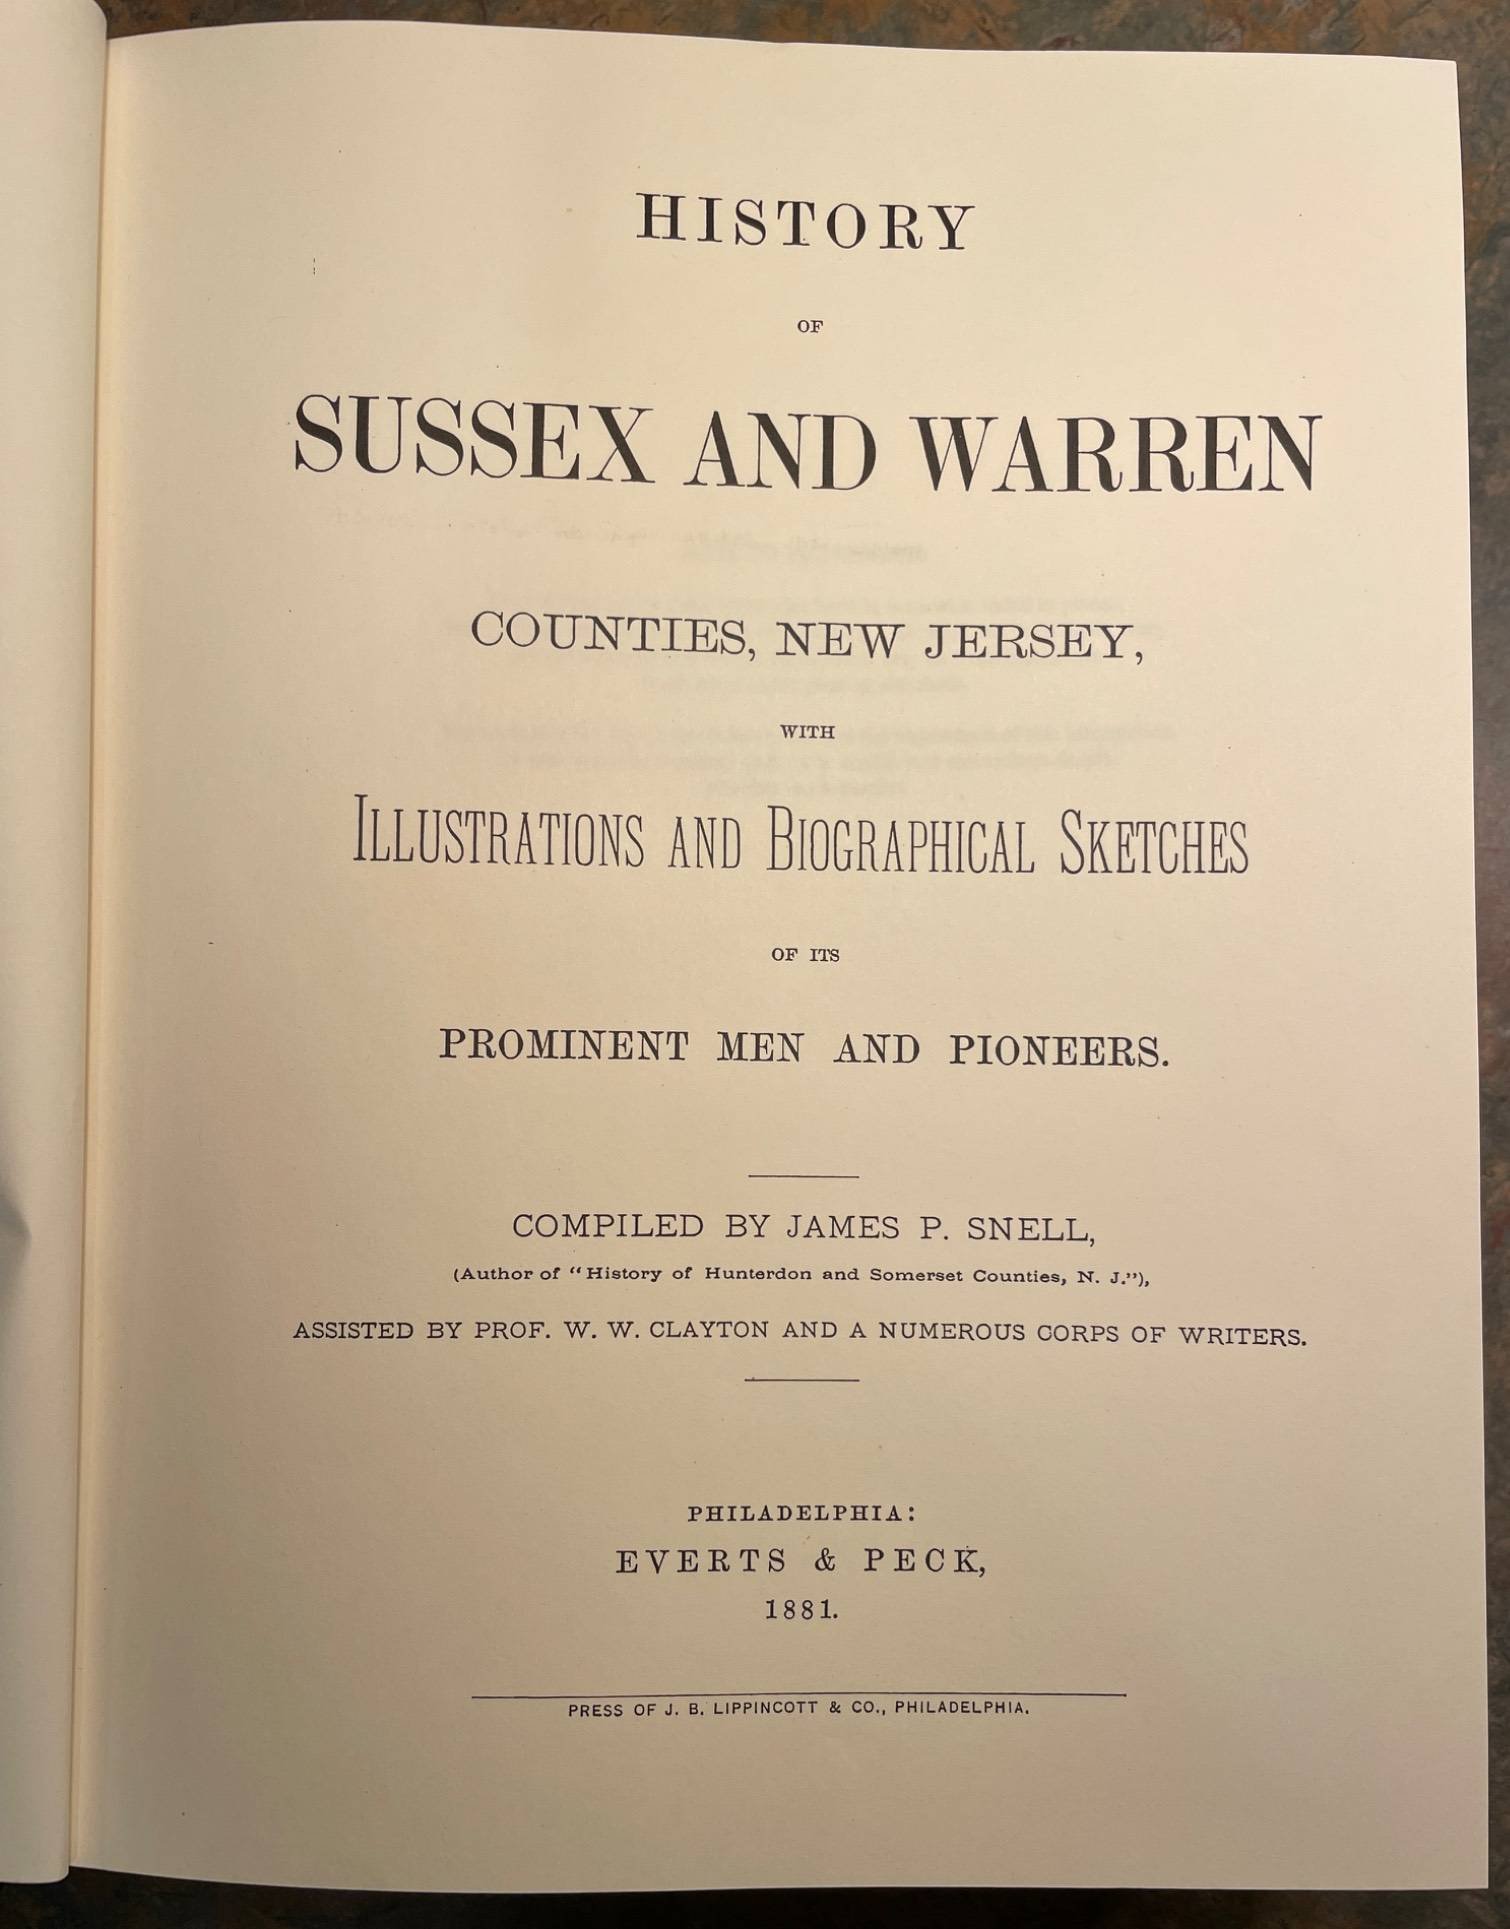 HISTORY
OF
SUSSEX AND WARREN
COUNTIES, NEW JERSEY,
WITH
ILLUSTRATIONS AND BIOGRAPHICAL SKETCHES
OF ITS
PROMINENT MEN AND PIONEERS.
COMPILED BY JAMES P. SNELL,
(Author of "History of Hunterdon and Somerset Counties, N. J."),
ASSISTED BY PROF. W. W. CLAYTON AND A NUMEROUS CORPS OF WRITERS.
PHILADELPHIA:
EVERTS & PECK,
1881.
PRESS OF J. B. LIPPINCOTT & CO., PHILADELPHIA.